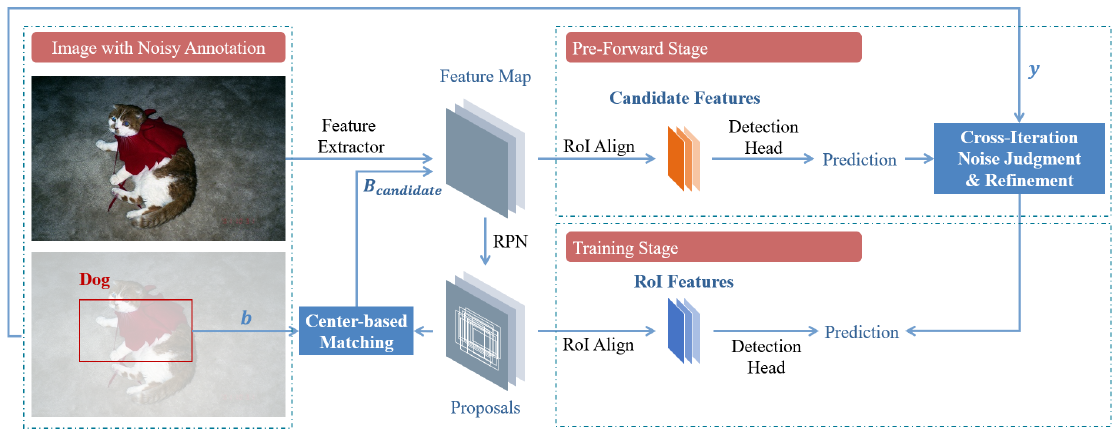 Image with Noisy Annotation
Dog
b
Center-based
Matching
Feature
Extractor
B_candidate
Feature Map
RPN
Proposals
Pre-Forward Stage
Candidate Features
RoI Align
Detection
Head
Prediction
y
Cross-Iteration
Noise Judgment
& Refinement
Training Stage
RoI Features
RoI Align
Detection
Head
Prediction